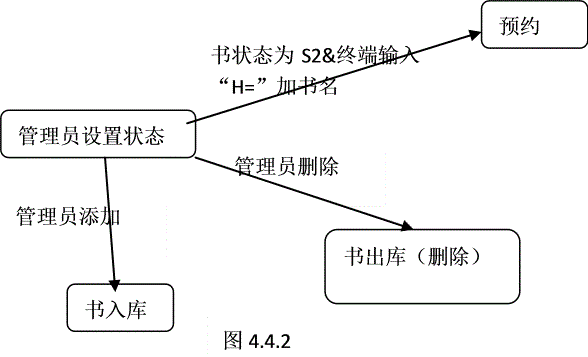 预约
书状态为 S2&终端输入
“H=”加书名
管理员设置状态
管理员删除
管理员添加
书出库（删除）
书入库
图 4.4.2